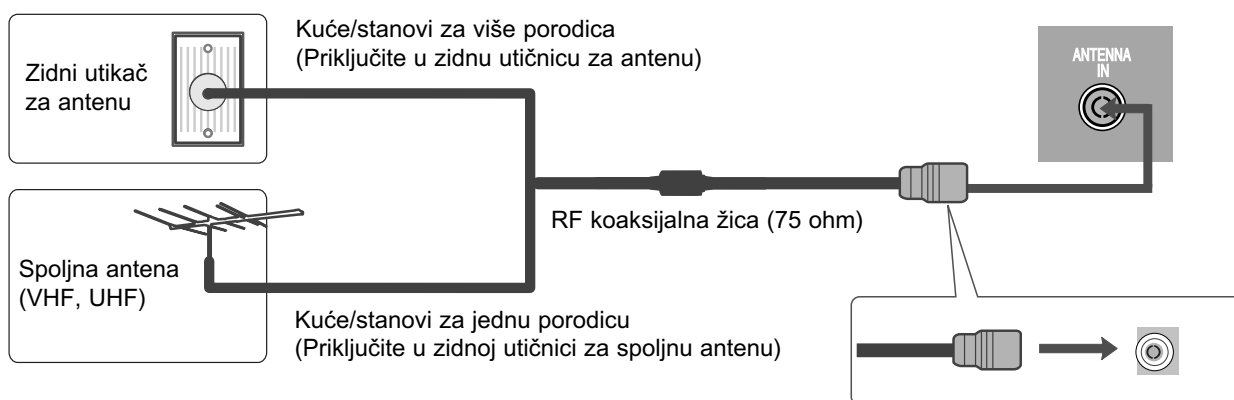 Kuće/stanovi za više porodica
(Priključite u zidnu utičnicu za antenu)
Zidni utikač
za antenu
ANTENNA
IN
RF koaksijalna žica (75 ohm)
Spoljna antena
(VHF, UHF)
Kuće/stanovi za jednu porodicu
(Priključite u zidnoj utičnici za spoljnu antenu)